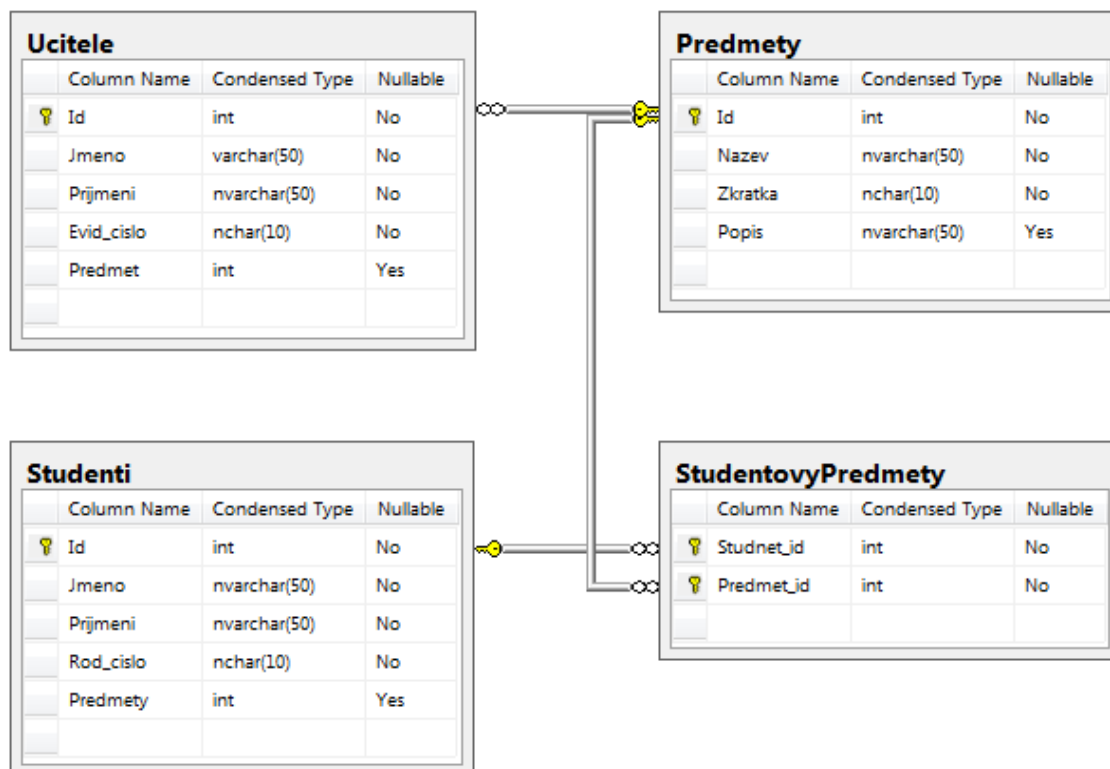 Ucitele
Column Name Condensed Type Nullable
Id int No
Jmeno varchar(50) No
Prijmeni nvarchar(50) No
Evid_cislo nchar(10) No
Predmet int Yes
Predmety
Column Name Condensed Type Nullable
Id int No
Nazev nvarchar(50) No
Zkratka nchar(10) No
Popis nvarchar(50) Yes
Studenti
Column Name Condensed Type Nullable
Id int No
Jmeno nvarchar(50) No
Prijmeni nvarchar(50) No
Rod_cislo nchar(10) No
Predmety int Yes
StudentovyPredmety
Column Name Condensed Type Nullable
Studnet_id int No
Predmet_id int No